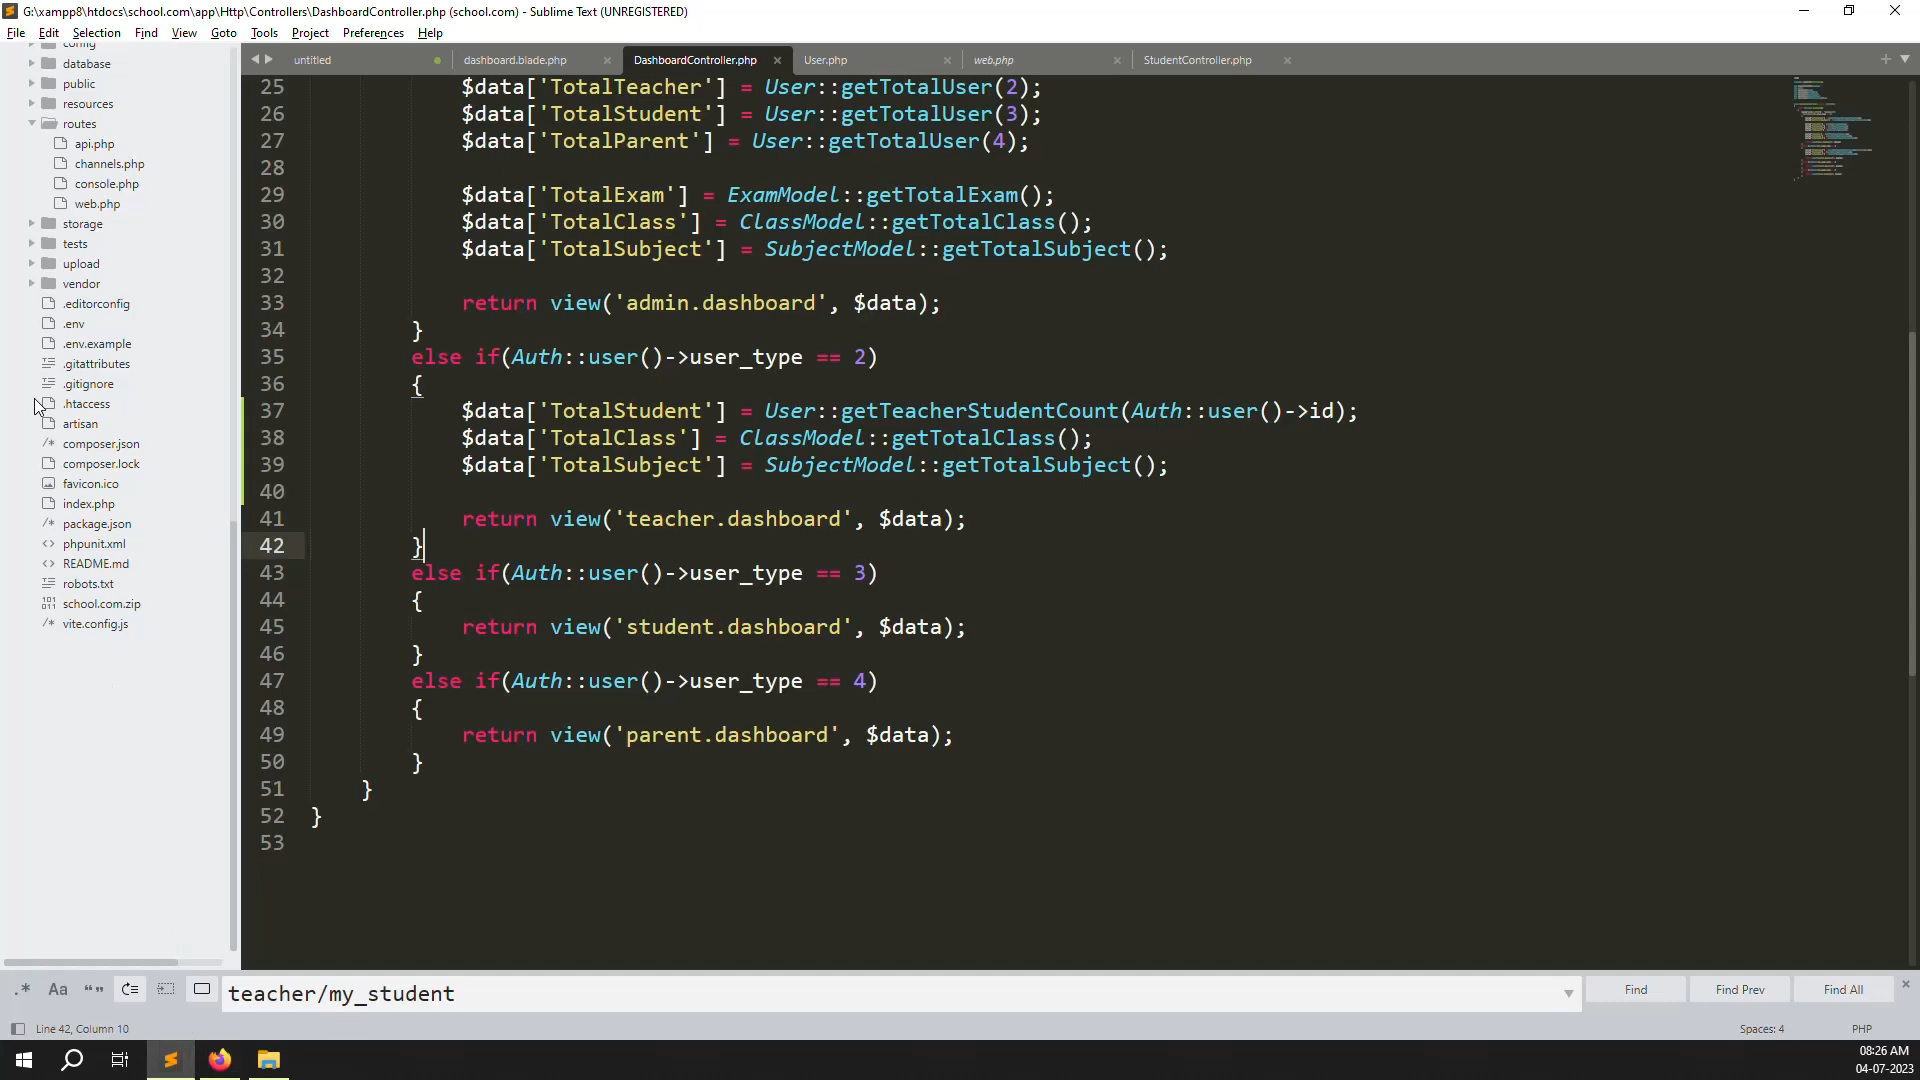 G:\xampp8\htdocs\school.com\app\Http\Controllers\DashboardController.php (school.com) - Sublime Text (UNREGISTERED)
File Edit Selection Find View Goto Tools Project Preferences Help
config
database
public
resources
routes
api.php
channels.php
console.php
web.php
storage
tests
upload
vendor
.editorconfig
.env
.env.example
.gitattributes
.gitignore
.htaccess
artisan
composer.json
composer.lock
favicon.ico
index.php
package.json
phpunit.xml
README.md
robots.txt
school.com.zip
vite.config.js
untitled dashboard.blade.php DashboardController.php User.php web.php StudentController.php
25 $data['TotalTeacher'] = User::getTotalUser(2);
26 $data['TotalStudent'] = User::getTotalUser(3);
27 $data['TotalParent'] = User::getTotalUser(4);
28
29 $data['TotalExam'] = ExamModel::getTotalExam();
30 $data['TotalClass'] = ClassModel::getTotalClass();
31 $data['TotalSubject'] = SubjectModel::getTotalSubject();
32
33 return view('admin.dashboard', $data);
34 }
35 else if(Auth::user()->user_type == 2)
36 {
37 $data['TotalStudent'] = User::getTeacherStudentCount(Auth::user()->id);
38 $data['TotalClass'] = ClassModel::getTotalClass();
39 $data['TotalSubject'] = SubjectModel::getTotalSubject();
40
41 return view('teacher.dashboard', $data);
42 }
43 else if(Auth::user()->user_type == 3)
44 {
45 return view('student.dashboard', $data);
46 }
47 else if(Auth::user()->user_type == 4)
48 {
49 return view('parent.dashboard', $data);
50 }
51 }
52 }
53
.* Aa “” teacher/my_student Find Find Prev Find All
Line 42, Column 10 Spaces: 4 PHP
08:26 AM
04-07-2023